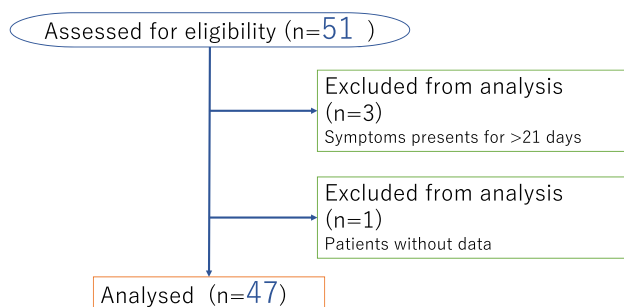 Assessed for eligibility (n=51 )
Excluded from analysis
(n=3)
Symptoms presents for >21 days
Excluded from analysis
(n=1)
Patients without data
Analysed (n=47)